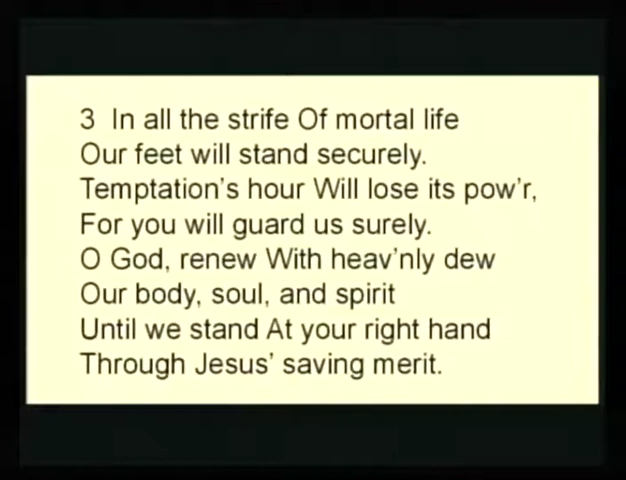 3 In all the strife Of mortal life
Our feet will stand securely.
Temptation's hour Will lose its pow'r,
For you will guard us surely.
O God, renew With heav'nly dew
Our body, soul, and spirit
Until we stand At your right hand
Through Jesus' saving merit.